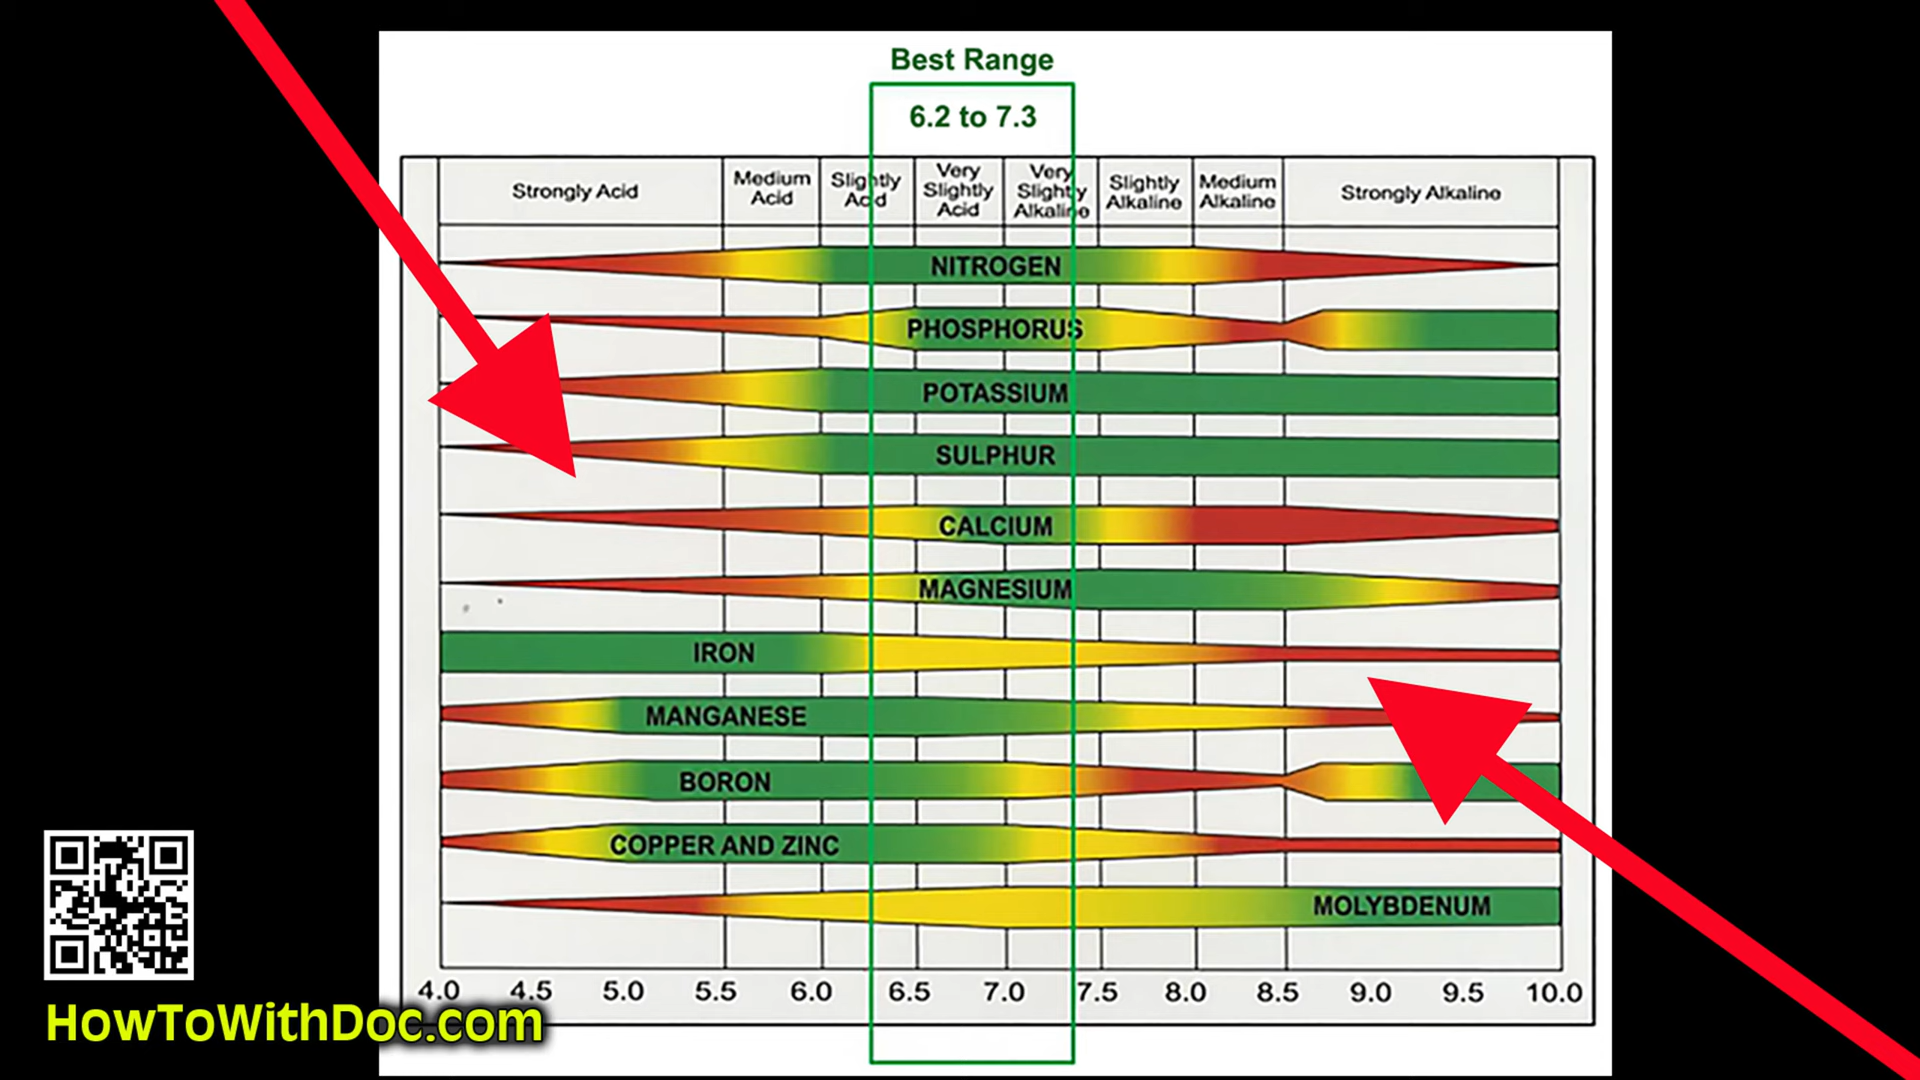 Best Range
6.2 to 7.3
Strongly Acid
Medium
Acid
Slightly
Acid
Very
Slightly
Acid
Very
Slightly
Alkaline
Slightly
Alkaline
Medium
Alkaline
Strongly Alkaline
NITROGEN
PHOSPHORUS
POTASSIUM
SULPHUR
CALCIUM
MAGNESIUM
IRON
MANGANESE
BORON
COPPER AND ZINC
MOLYBDENUM
4.0 4.5 5.0 5.5 6.0 6.5 7.0 7.5 8.0 8.5 9.0 9.5 10.0
HowToWithDoc.com